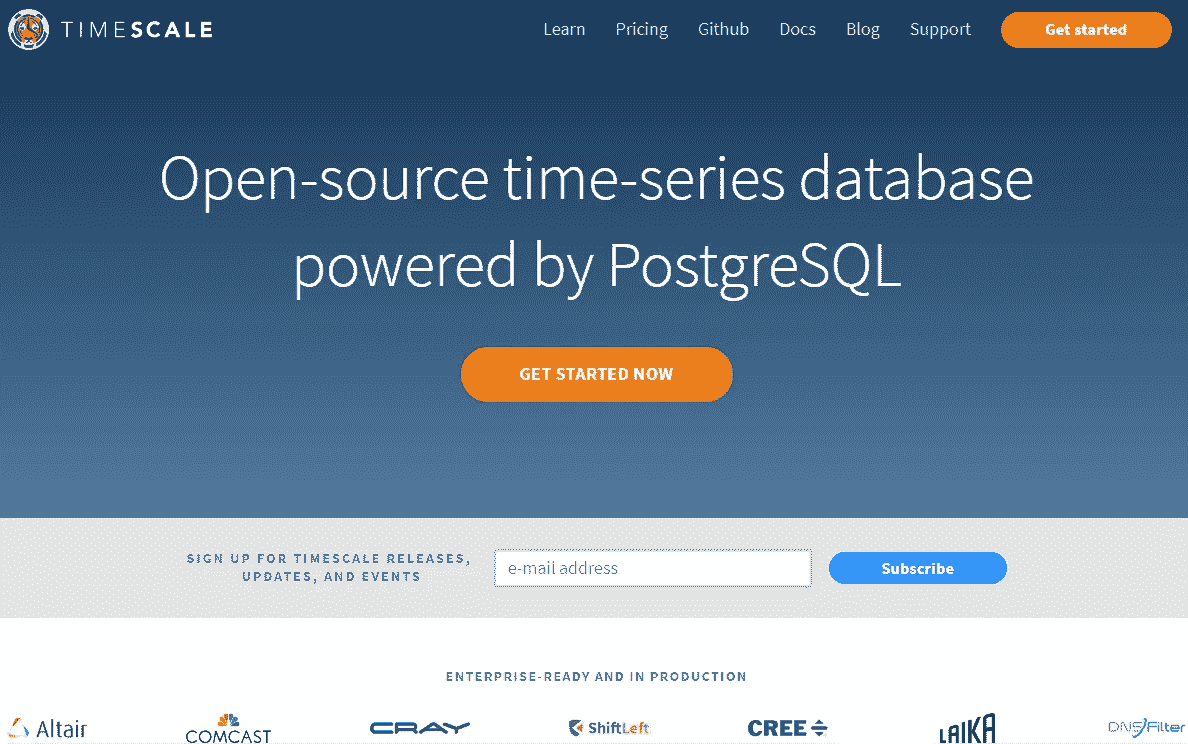 TIMESCALE
Learn Pricing Github Docs Blog Support Get started
Open-source time-series database
powered by PostgreSQL
GET STARTED NOW
SIGN UP FOR TIMESCALE RELEASES,
UPDATES, AND EVENTS
e-mail address
Subscribe
ENTERPRISE-READY AND IN PRODUCTION
Altair COMCAST CRAY ShiftLeft CREE LAIKA DNSFilter